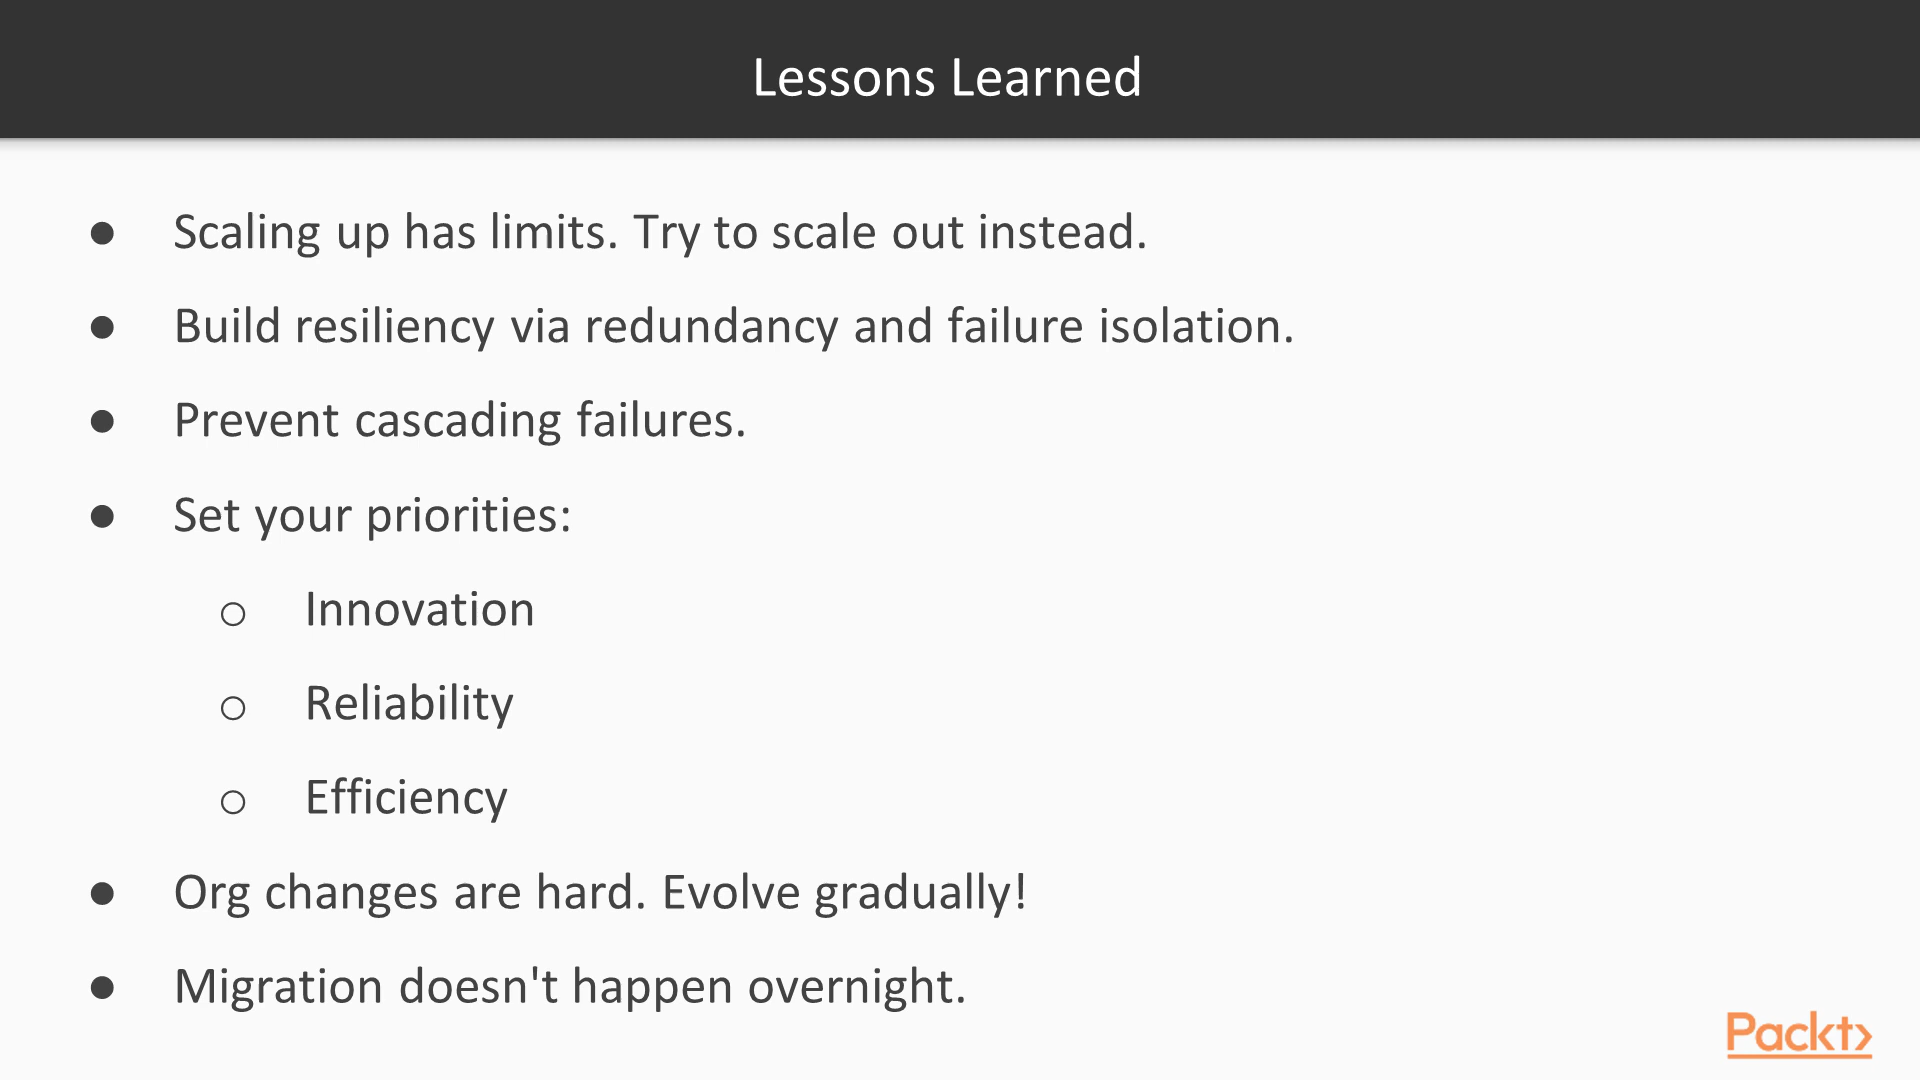 Lessons Learned
● Scaling up has limits. Try to scale out instead.
● Build resiliency via redundancy and failure isolation.
● Prevent cascading failures.
● Set your priorities:
○ Innovation
○ Reliability
○ Efficiency
● Org changes are hard. Evolve gradually!
● Migration doesn't happen overnight.
Packt>